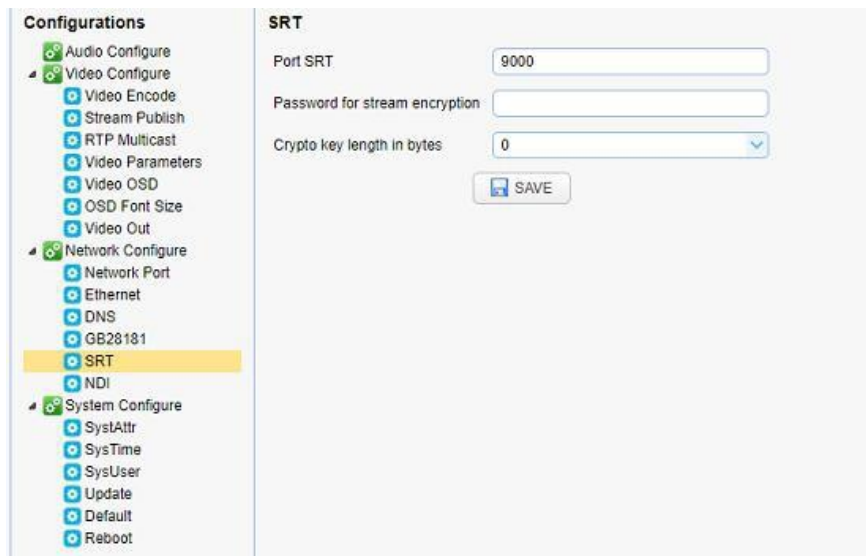 Configurations
Audio Configure
Video Configure
Video Encode
Stream Publish
RTP Multicast
Video Parameters
Video OSD
OSD Font Size
Video Out
Network Configure
Network Port
Ethernet
DNS
GB28181
SRT
NDI
System Configure
SystAttr
SysTime
SysUser
Update
Default
Reboot
SRT
Port SRT 9000
Password for stream encryption
Crypto key length in bytes 0
SAVE